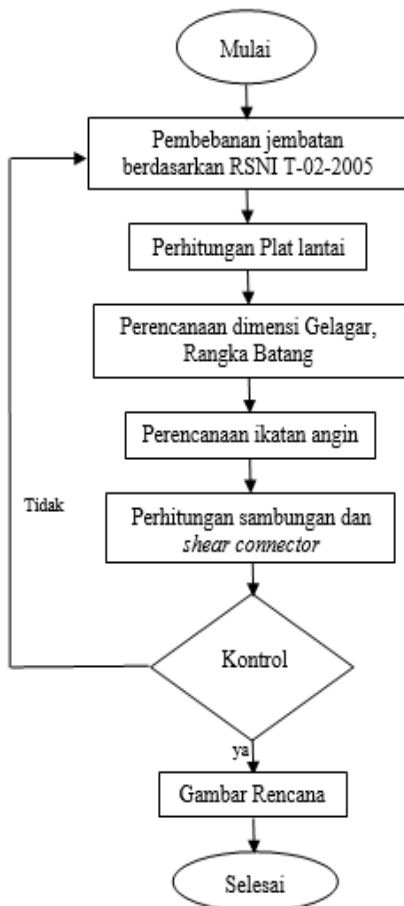 Mulai
Pembebanan jembatan
berdasarkan RSNI T-02-2005
Perhitungan Plat lantai
Perencanaan dimensi Gelagar,
Rangka Batang
Perencanaan ikatan angin
Tidak
Perhitungan sambungan dan
shear connector
Kontrol
ya
Gambar Rencana
Selesai